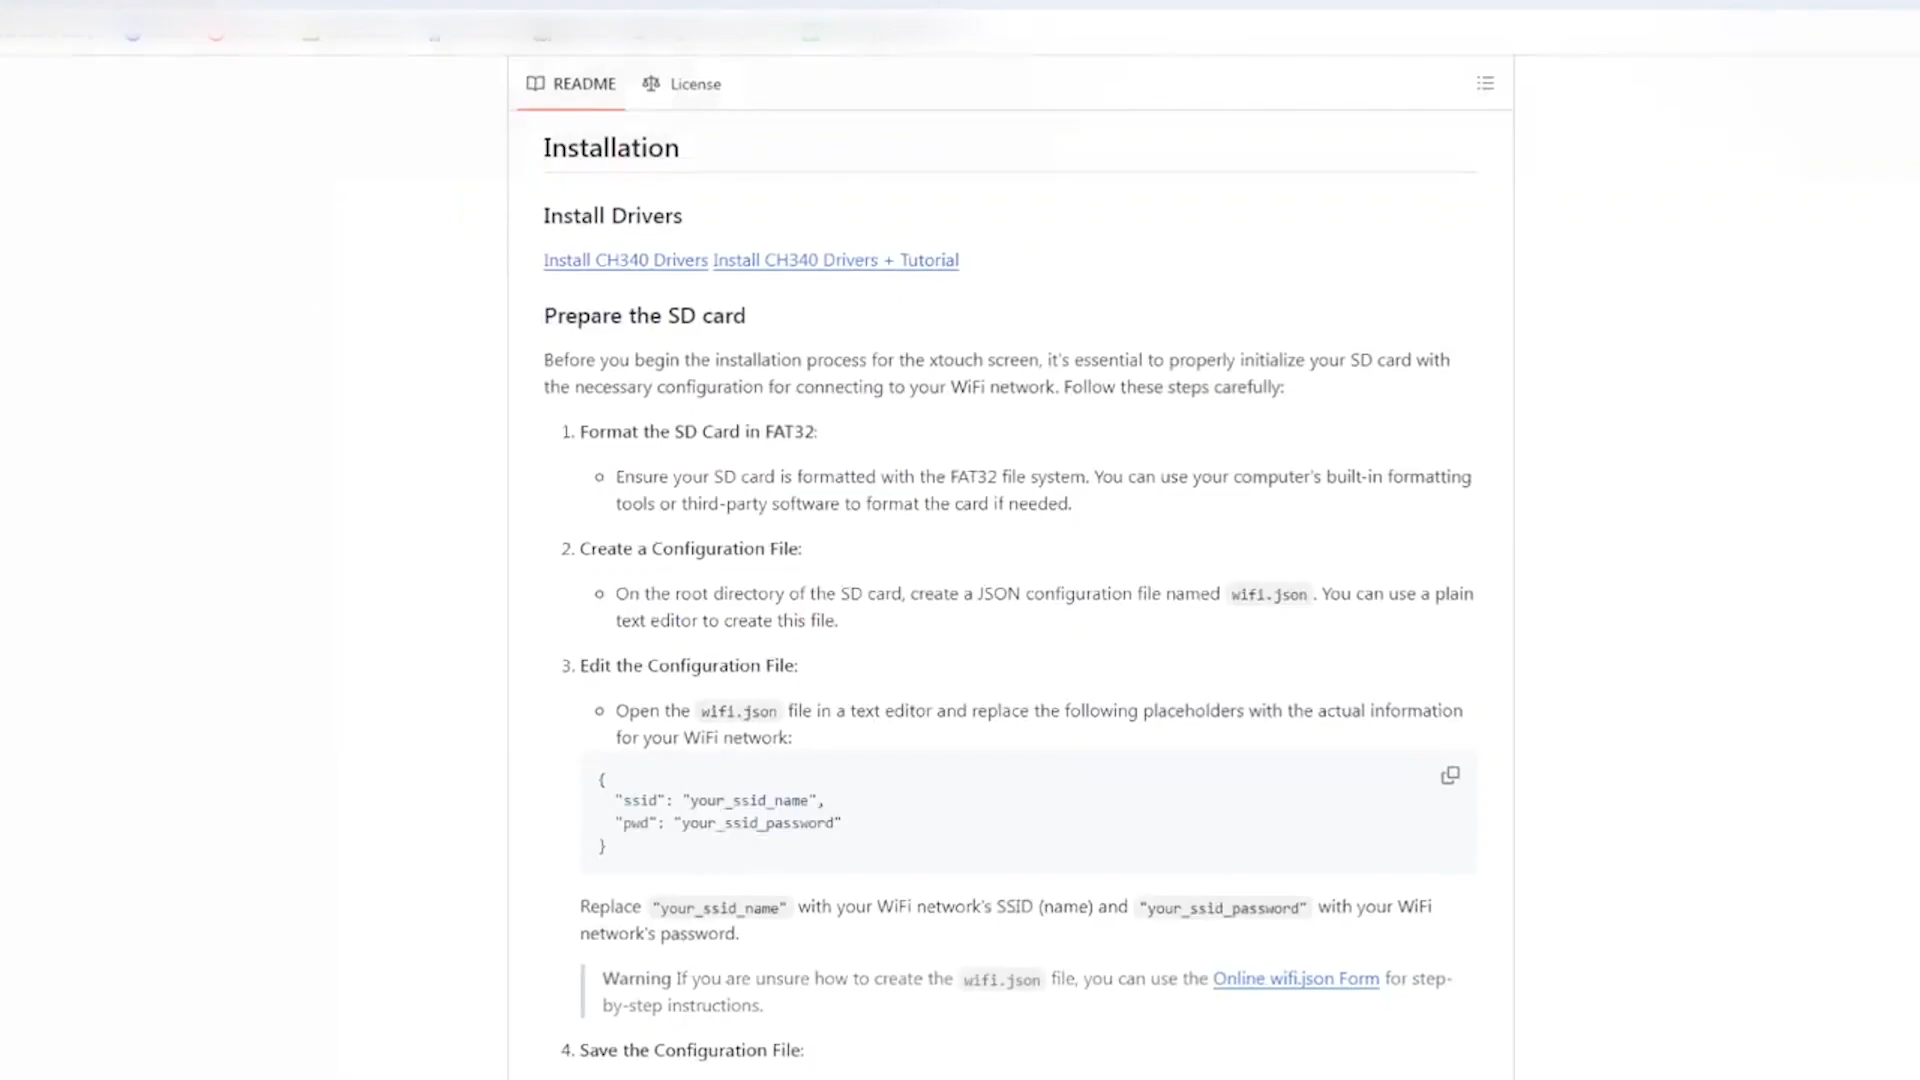 README License
Installation
Install Drivers
Install CH340 Drivers Install CH340 Drivers + Tutorial
Prepare the SD card
Before you begin the installation process for the xtouch screen, it's essential to properly initialize your SD card with
the necessary configuration for connecting to your WiFi network. Follow these steps carefully:
1. Format the SD Card in FAT32:
Ensure your SD card is formatted with the FAT32 file system. You can use your computer's built-in formatting
tools or third-party software to format the card if needed.
2. Create a Configuration File:
On the root directory of the SD card, create a JSON configuration file named wifi.json. You can use a plain
text editor to create this file.
3. Edit the Configuration File:
Open the wifi.json file in a text editor and replace the following placeholders with the actual information
for your WiFi network:
{
"ssid": "your_ssid_name",
"pwd": "your_ssid_password"
}
Replace "your_ssid_name" with your WiFi network's SSID (name) and "your_ssid_password" with your WiFi
network's password.
Warning If you are unsure how to create the wifi.json file, you can use the Online wifi.json Form for step-
by-step instructions.
4. Save the Configuration File: